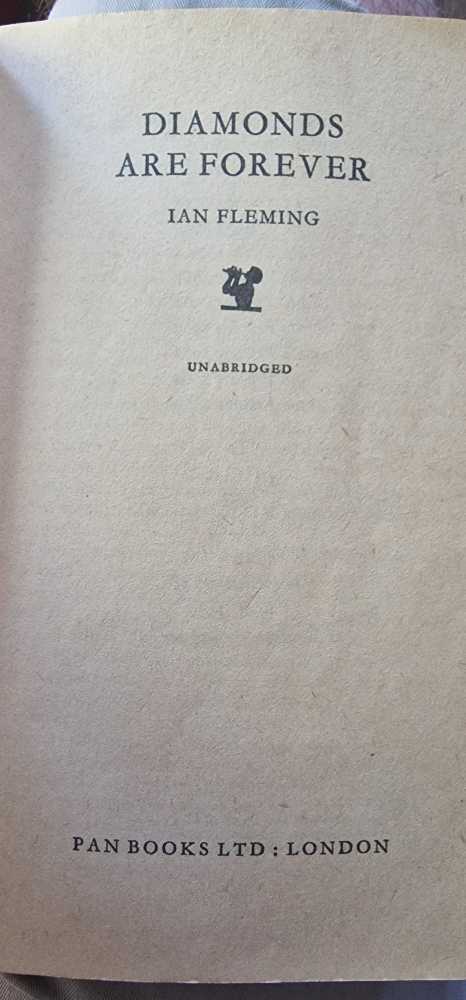 DIAMONDS
ARE FOREVER
IAN FLEMING
UNABRIDGED
PAN BOOKS LTD : LONDON